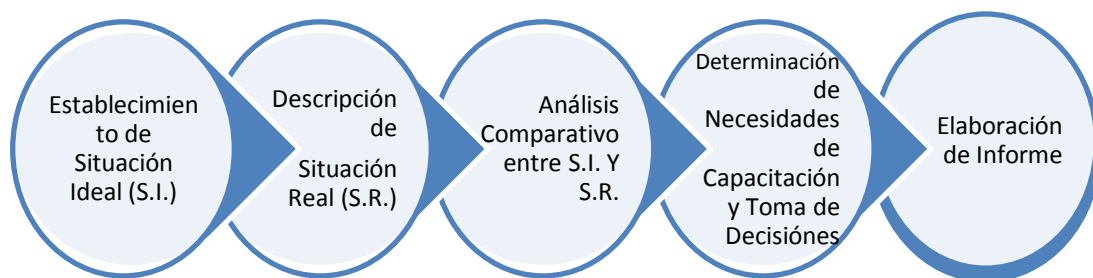 Establecimien
to de
Situación
Ideal (S.I.)
Descripción
de
Situación
Real (S.R.)
Análisis
Comparativo
entre S.I. Y
S.R.
Determinación
de
Necesidades
de
Capacitación
y Toma de
Decisiónes
Elaboración
de Informe